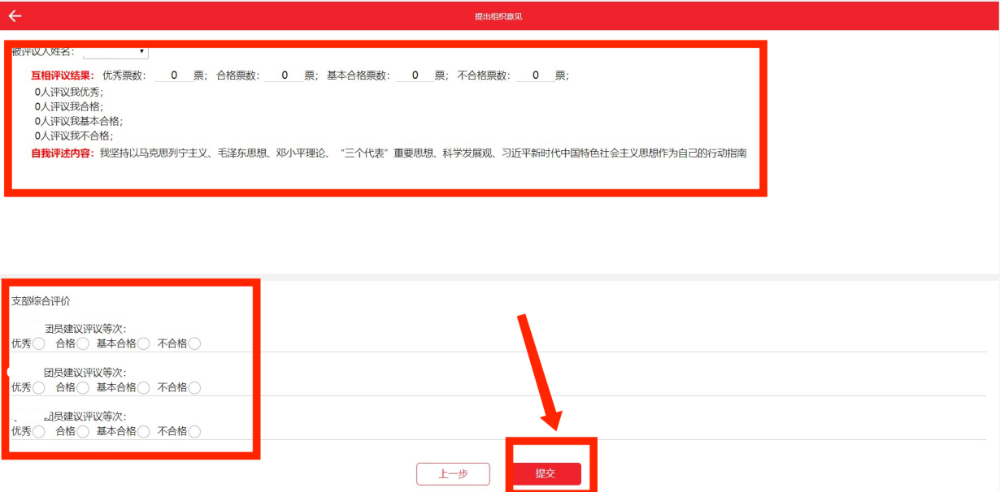 提出组织意见
被评议人姓名：
互相评议结果： 优秀票数： 0 票； 合格票数： 0 票； 基本合格票数： 0 票； 不合格票数： 0 票；
0人评议我优秀；
0人评议我合格；
0人评议我基本合格；
0人评议我不合格；
自我评述内容：我坚持以马克思列宁主义、毛泽东思想、邓小平理论、“三个代表”重要思想、科学发展观、习近平新时代中国特色社会主义思想作为自己的行动指南
支部综合评价
团员建议评议等次：
优秀 合格 基本合格 不合格
团员建议评议等次：
优秀 合格 基本合格 不合格
团员建议评议等次：
优秀 合格 基本合格 不合格
上一步 提交